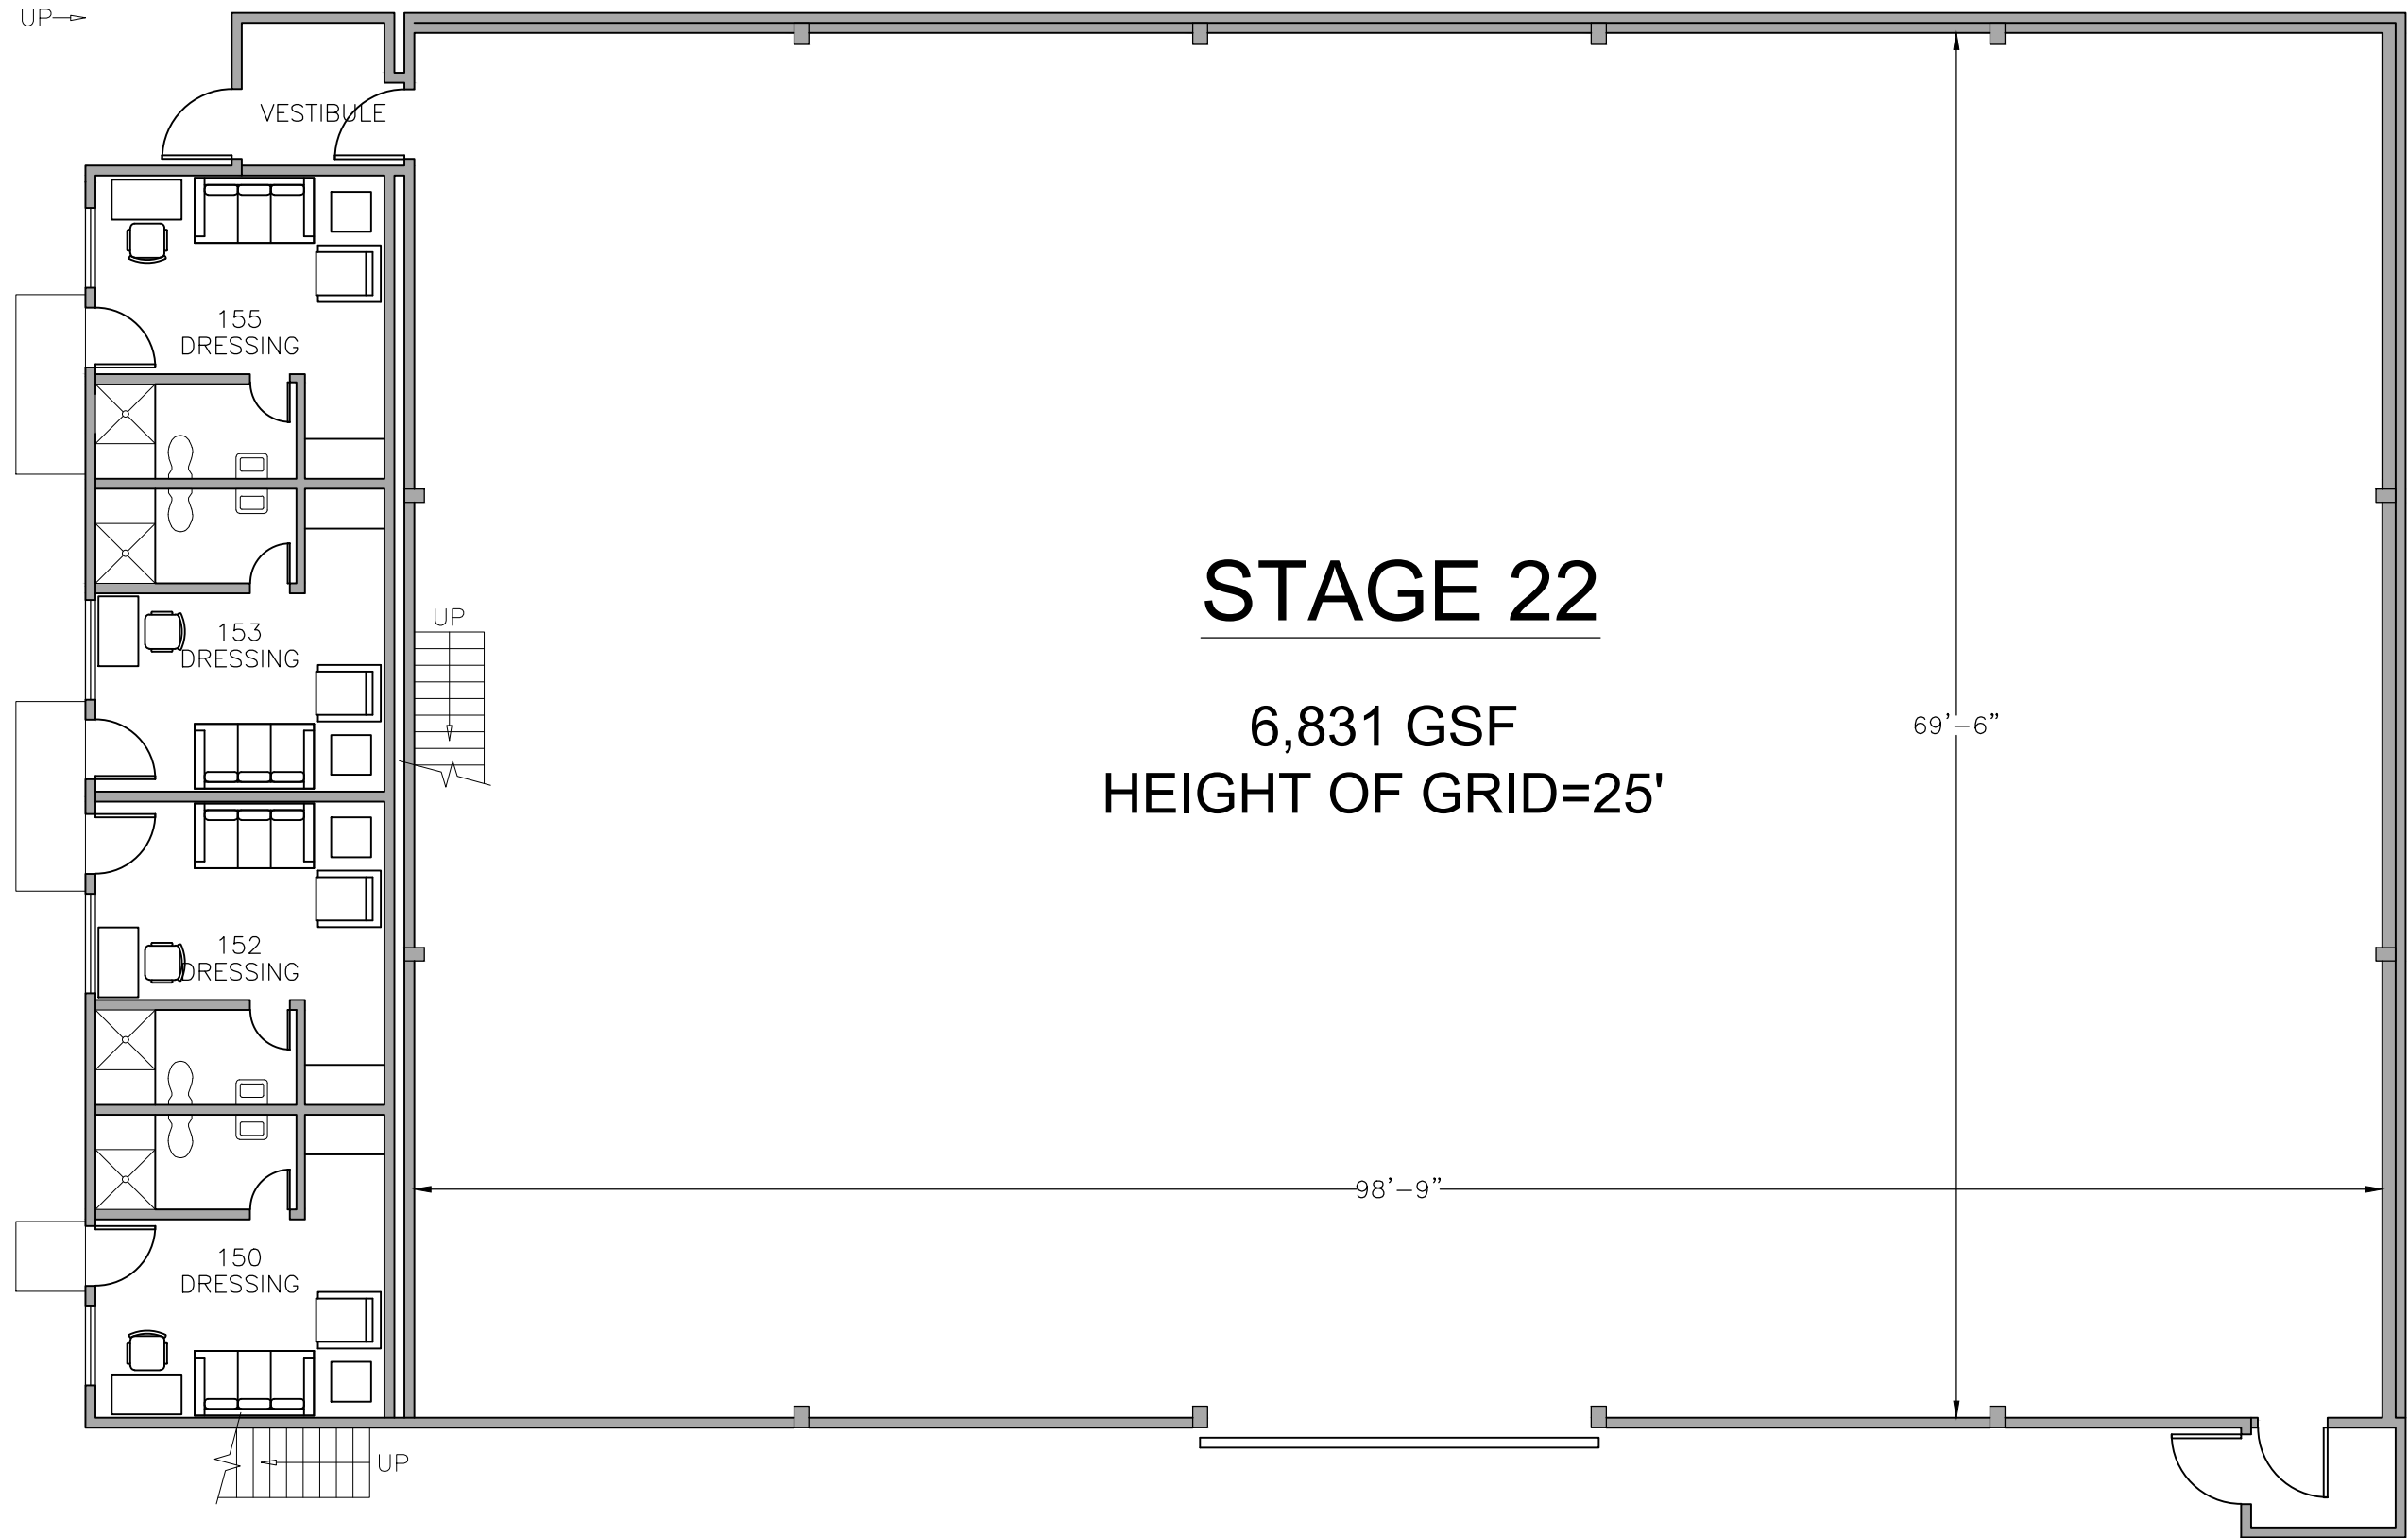 UP
VESTIBULE
155
DRESSING
153
DRESSING
UP
STAGE 22
6,831 GSF
HEIGHT OF GRID=25'
69'-6"
152
DRESSING
98'-9"
150
DRESSING
UP